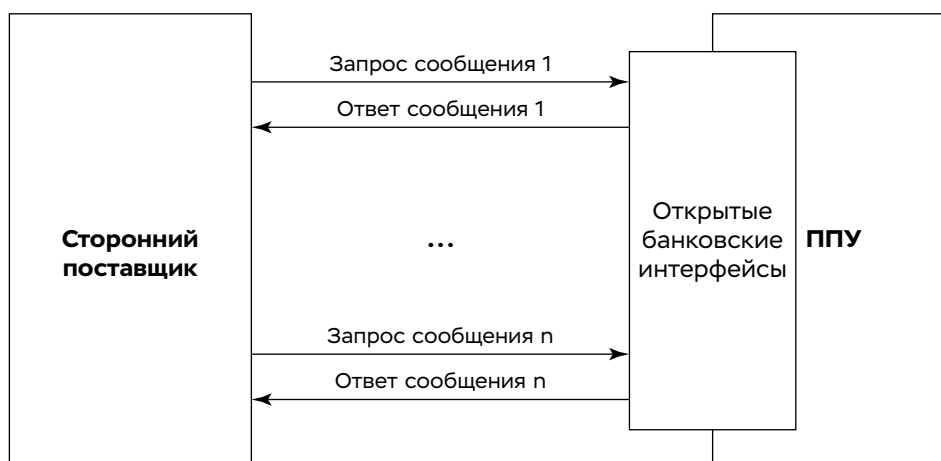 Запрос сообщения 1
Ответ сообщения 1
Сторонний
поставщик
...
Открытые
банковские
интерфейсы
ППУ
Запрос сообщения n
Ответ сообщения n